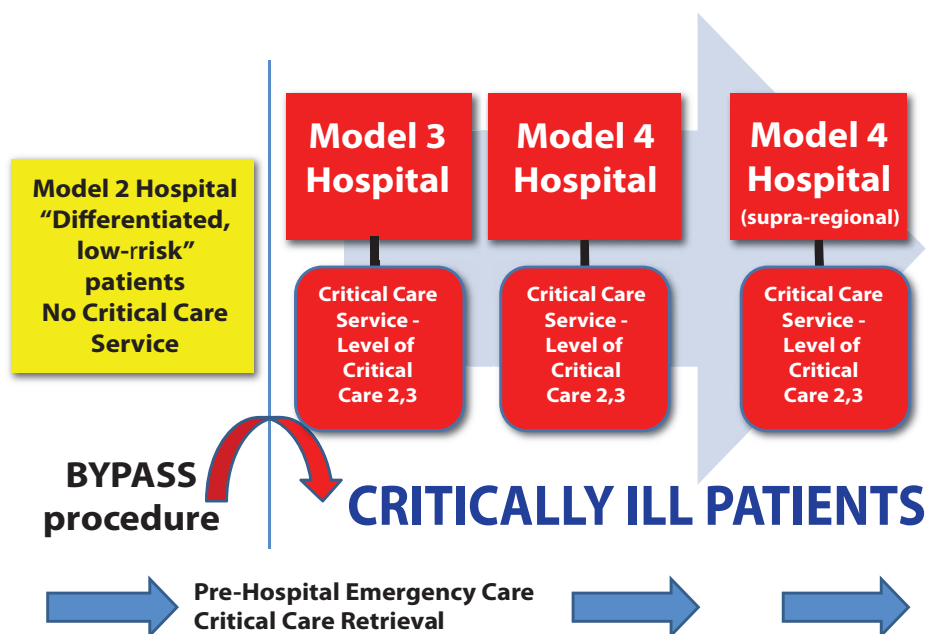 Model 2 Hospital
“Differentiated,
low-rrisk”
patients
No Critical Care
Service
Model 3
Hospital
Model 4
Hospital
Model 4
Hospital
(supra-regional)
Critical Care
Service -
Level of
Critical
Care 2,3
Critical Care
Service -
Level of
Critical
Care 2,3
Critical Care
Service -
Level of
Critical
Care 2,3
BYPASS
procedure
CRITICALLY ILL PATIENTS
Pre-Hospital Emergency Care
Critical Care Retrieval